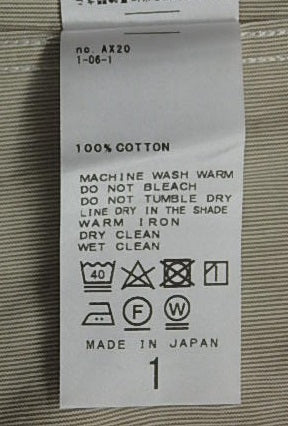 no. AX20
1-06-1
100% COTTON
MACHINE WASH WARM
DO NOT BLEACH
DO NOT TUMBLE DRY
LINE DRY IN THE SHADE
WARM IRON
DRY CLEAN
WET CLEAN
40
F W
MADE IN JAPAN
1